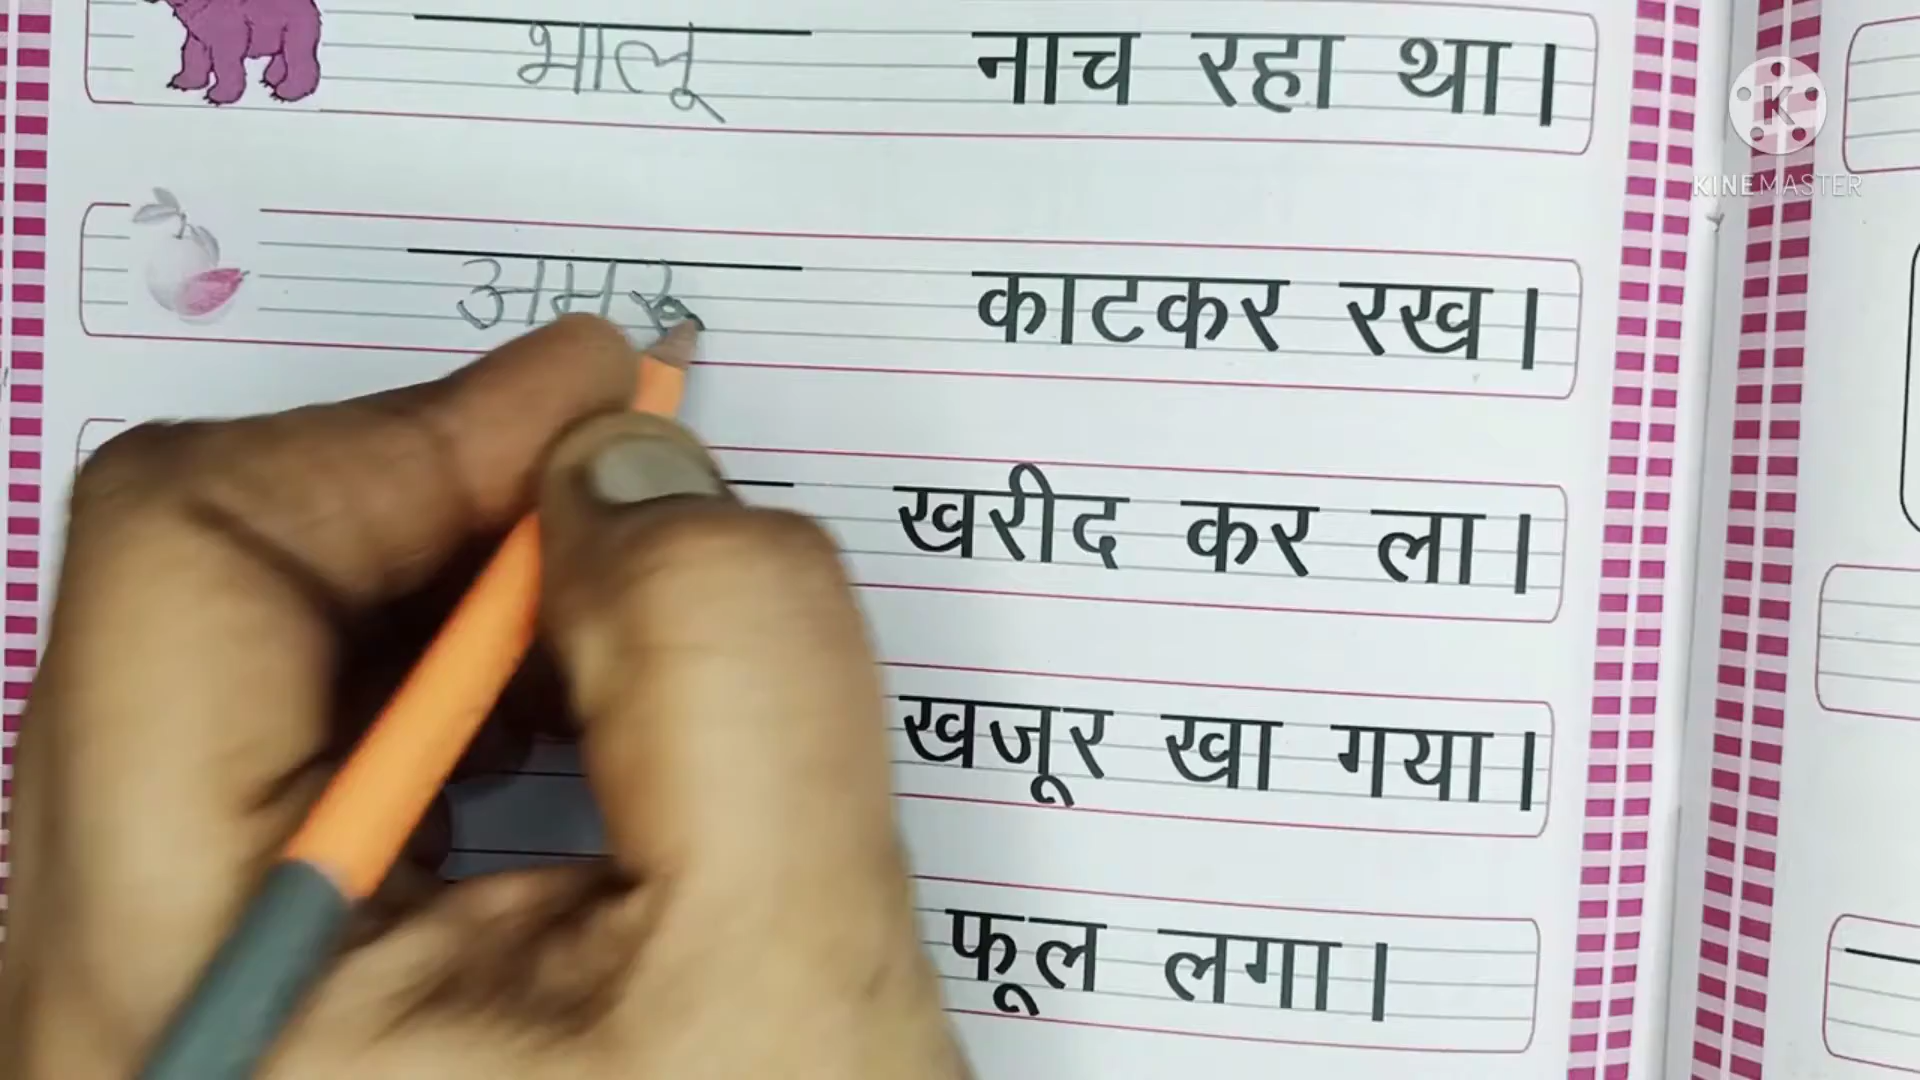 भालू नाच रहा था।
KINEMASTER
अमरू काटकर रख।
खरीद कर ला।
खजूर खा गया।
फूल लगा।